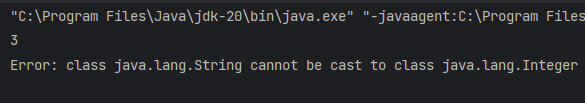 "C:\Program Files\Java\jdk-20\bin\java.exe" "-javaagent:C:\Program Files
3
Error: class java.lang.String cannot be cast to class java.lang.Integer